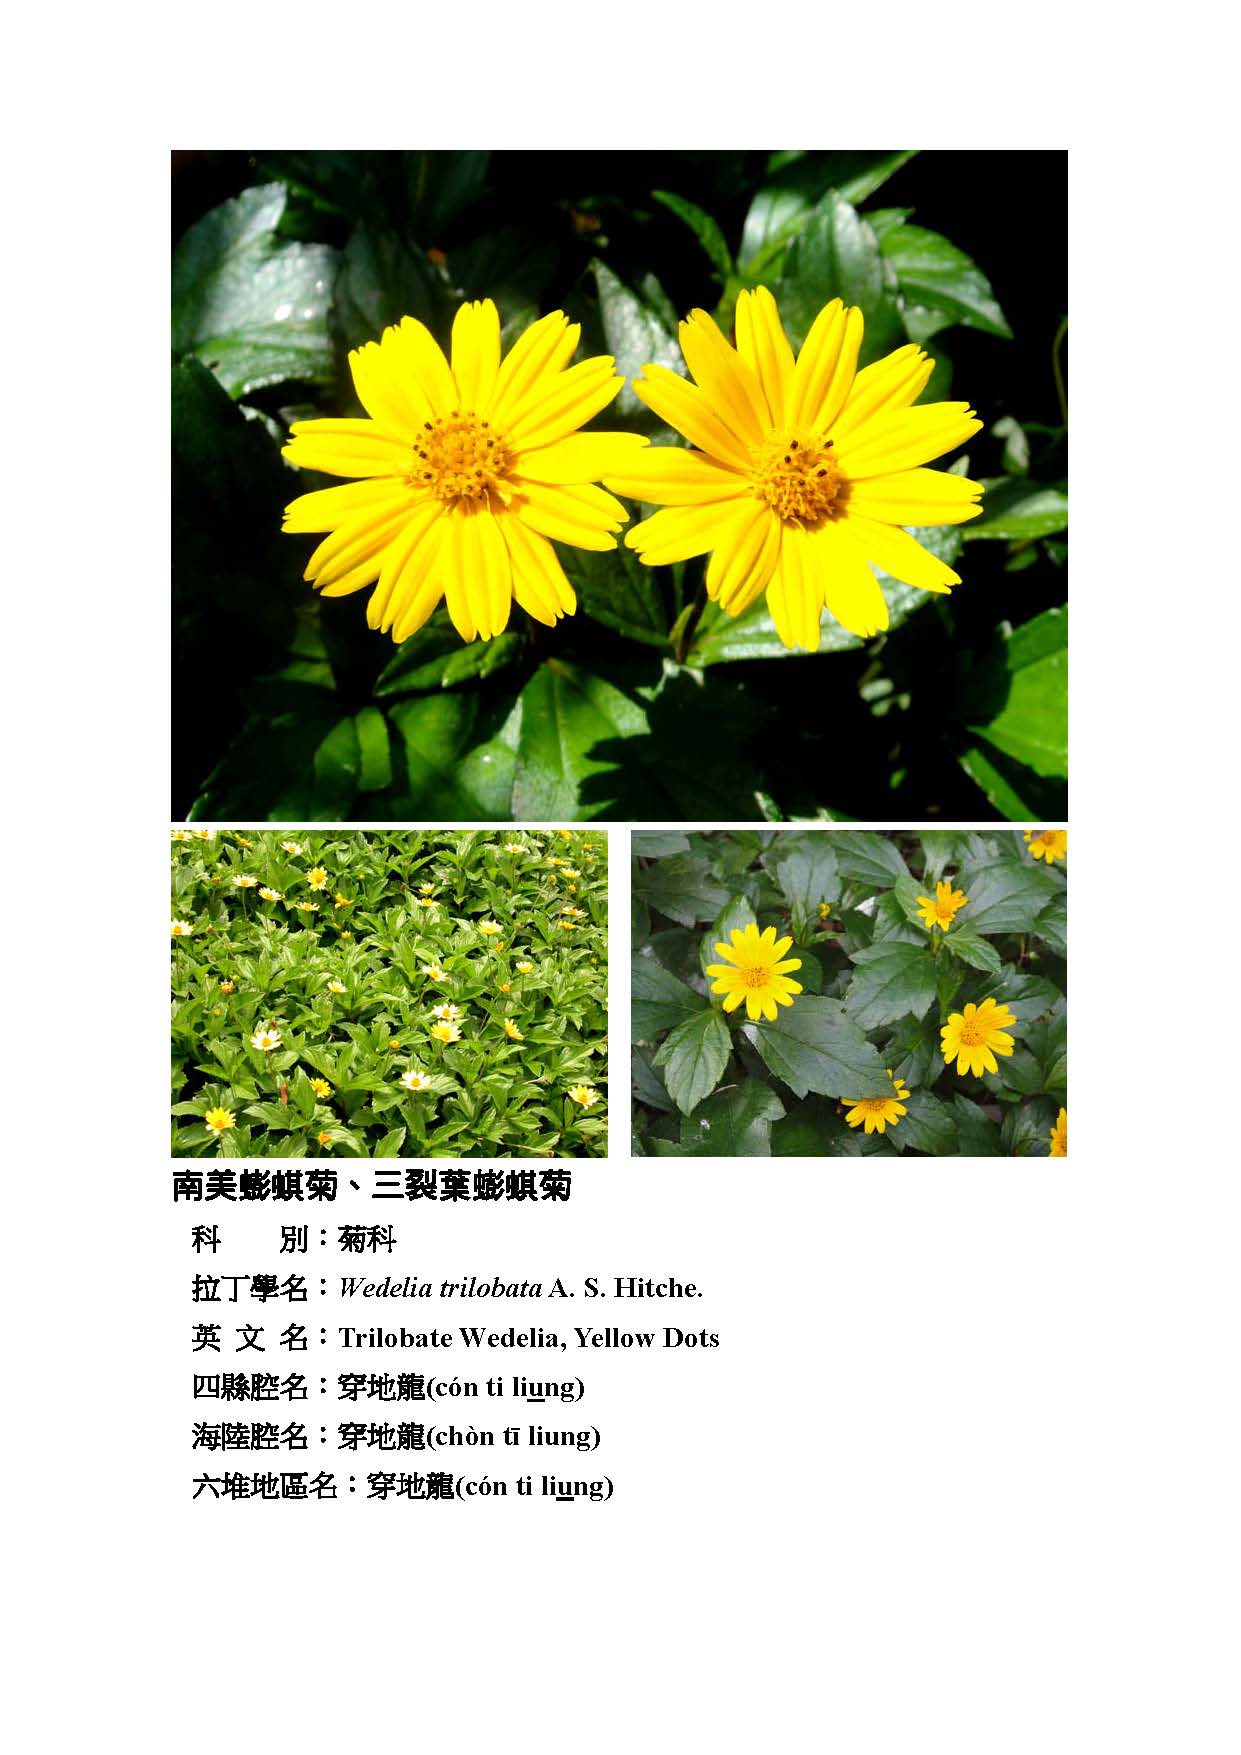 南美蟛蜞菊、三裂葉蟛蜞菊
科　　別：菊科
拉丁學名：Wedelia trilobata A. S. Hitche.
英 文 名：Trilobate Wedelia, Yellow Dots
四縣腔名：穿地龍(cón ti liung)
海陸腔名：穿地龍(chòn tī liung)
六堆地區名：穿地龍(cón ti liung)